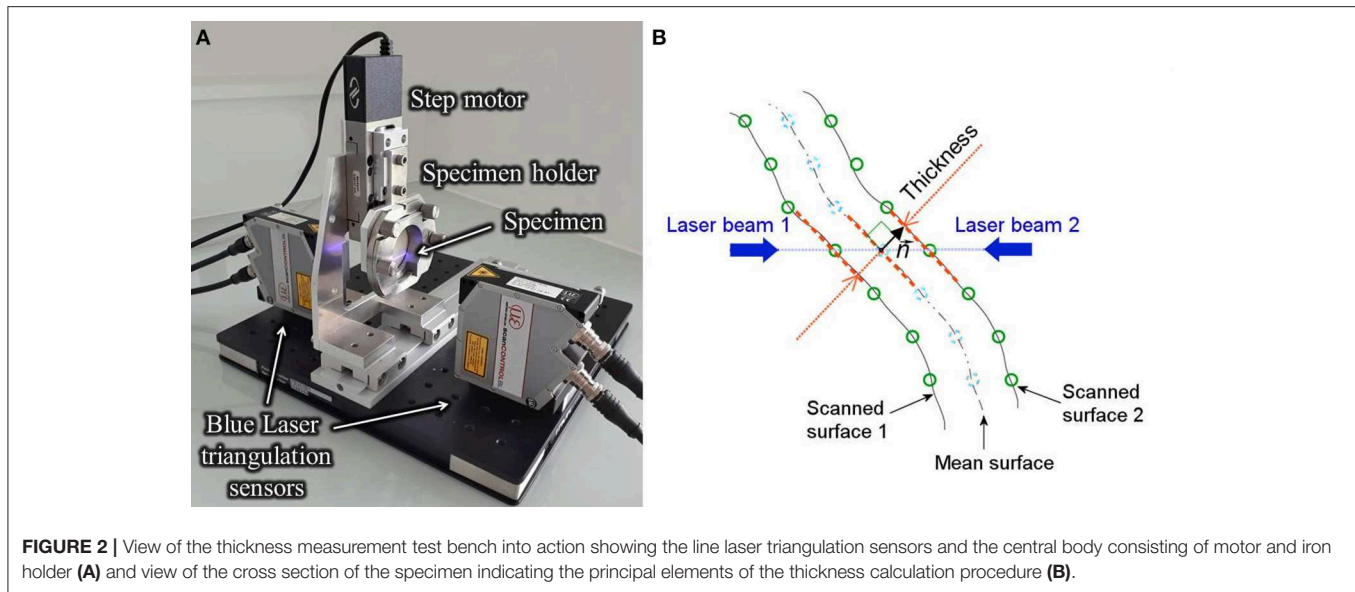 A
Step motor
Specimen holder
Specimen
Blue Laser
triangulation
sensors
scanCONTROL
B
Thickness
Laser beam 1
Laser beam 2
n
Scanned
surface 1
Scanned
surface 2
Mean surface
FIGURE 2 | View of the thickness measurement test bench into action showing the line laser triangulation sensors and the central body consisting of motor and iron
holder (A) and view of the cross section of the specimen indicating the principal elements of the thickness calculation procedure (B).